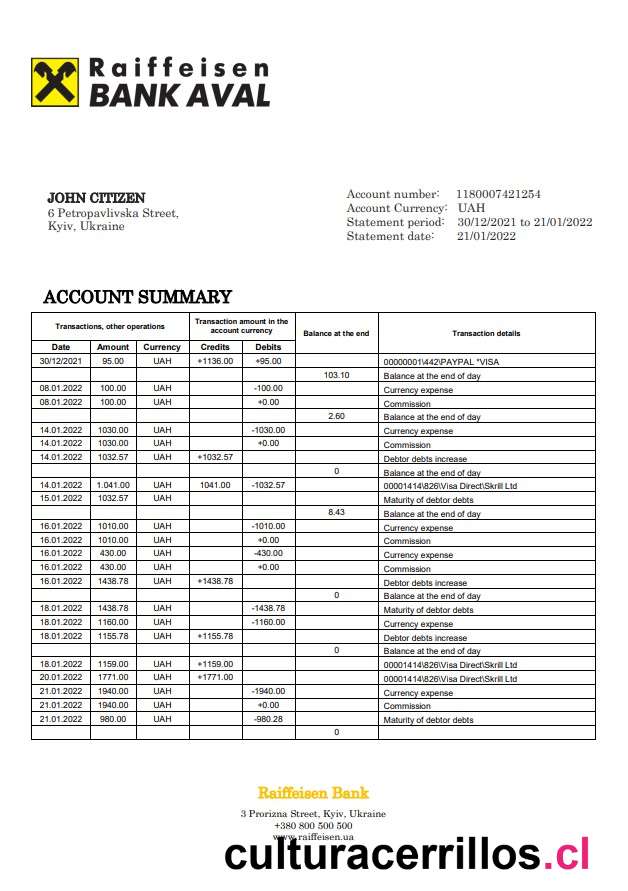 Raiffeisen
BANK AVAL
JOHN CITIZEN
6 Petropavlivska Street,
Kyiv, Ukraine
Account number: 1180007421254
Account Currency: UAH
Statement period: 30/12/2021 to 21/01/2022
Statement date: 21/01/2022
ACCOUNT SUMMARY
Transactions, other operations Transaction amount in the account currency Balance at the end Transaction details
Date Amount Currency Credits Debits
30/12/2021 95.00 UAH +1136.00 +95.00 00000001\442\PAYPAL *VISA
103.10 Balance at the end of day
08.01.2022 100.00 UAH -100.00 Currency expense
08.01.2022 100.00 UAH +0.00 Commission
2.60 Balance at the end of day
14.01.2022 1030.00 UAH -1030.00 Currency expense
14.01.2022 1030.00 UAH +0.00 Commission
14.01.2022 1032.57 UAH +1032.57 Debtor debts increase
0 Balance at the end of day
14.01.2022 1.041.00 UAH 1041.00 -1032.57 00001414\826\Visa Direct\Skrill Ltd
15.01.2022 1032.57 UAH Maturity of debtor debts
8.43 Balance at the end of day
16.01.2022 1010.00 UAH -1010.00 Currency expense
16.01.2022 1010.00 UAH +0.00 Commission
16.01.2022 430.00 UAH -430.00 Currency expense
16.01.2022 430.00 UAH +0.00 Commission
16.01.2022 1438.78 UAH +1438.78 Debtor debts increase
0 Balance at the end of day
18.01.2022 1438.78 UAH -1438.78 Maturity of debtor debts
18.01.2022 1160.00 UAH -1160.00 Currency expense
18.01.2022 1155.78 UAH +1155.78 Debtor debts increase
0 Balance at the end of day
18.01.2022 1159.00 UAH +1159.00 00001414\826\Visa Direct\Skrill Ltd
20.01.2022 1771.00 UAH +1771.00 00001414\826\Visa Direct\Skrill Ltd
21.01.2022 1940.00 UAH -1940.00 Currency expense
21.01.2022 1940.00 UAH +0.00 Commission
21.01.2022 980.00 UAH -980.28 Maturity of debtor debts
0
Raiffeisen Bank
3 Prorizna Street, Kyiv, Ukraine
+380 800 500 500
www.raiffeisen.ua
culturacerrillos.cl